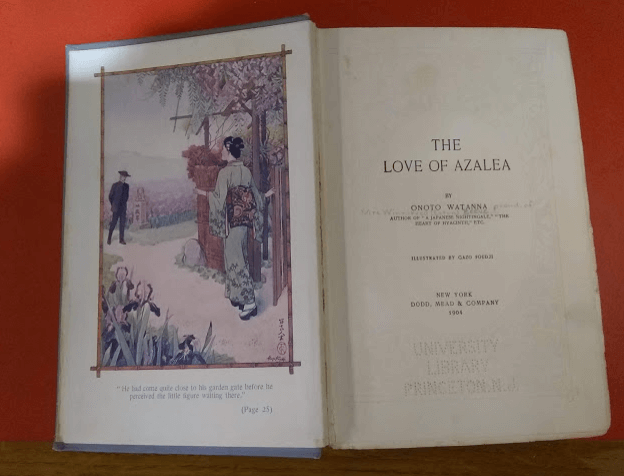 "He had come quite close to his garden gate before he
perceived the little figure waiting there."
(Page 25)
THE
LOVE OF AZALEA
BY
ONOTO WATANNA
AUTHOR OF "A JAPANESE NIGHTINGALE," "THE
HEART OF HYACINTH," ETC.
ILLUSTRATED BY GAZO FOUDJI
NEW YORK
DODD, MEAD & COMPANY
1904
UNIVERSITY
LIBRARY
PRINCETON, N.J.